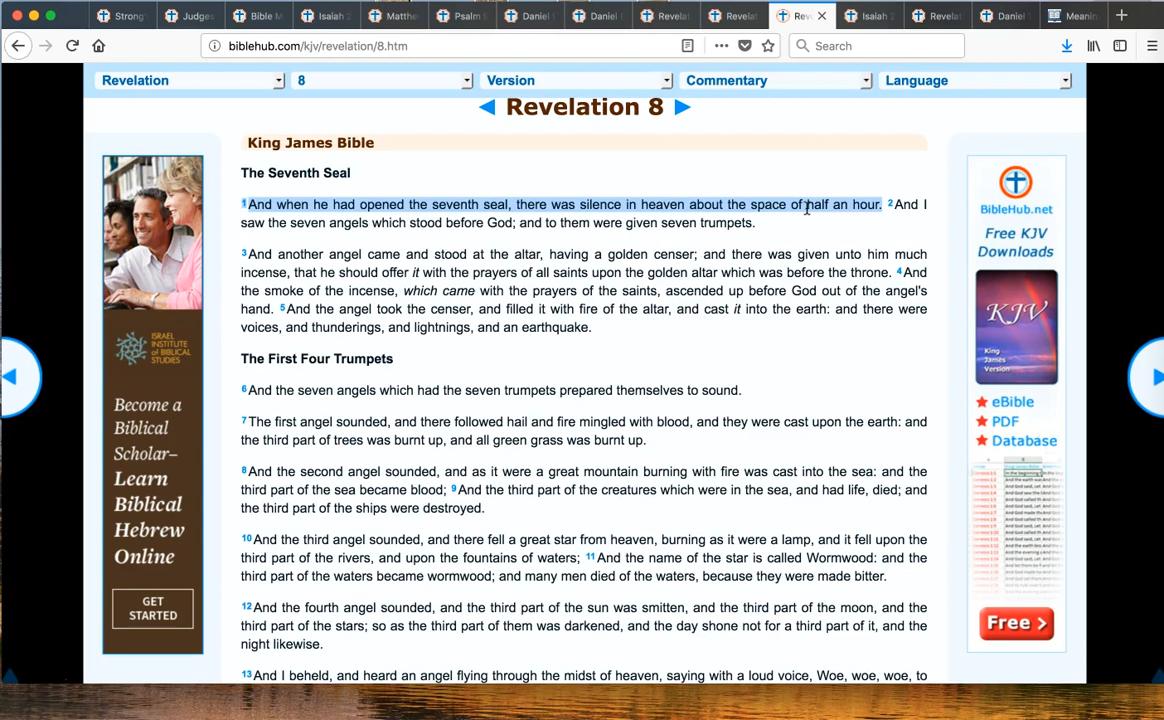 Strong
Judges
Bible M
Isaiah 2
Matthe
Psalm
Daniel
Daniel
Revelat
Revelat
Rev
Isaiah 2
Revelat
Daniel
Meanin
biblehub.com/kjv/revelation/8.htm
Search
Revelation
8
Version
Commentary
Language
Revelation 8
King James Bible
The Seventh Seal
1And when he had opened the seventh seal, there was silence in heaven about the space of half an hour. 2And I
saw the seven angels which stood before God; and to them were given seven trumpets.
3And another angel came and stood at the altar, having a golden censer; and there was given unto him much
incense, that he should offer it with the prayers of all saints upon the golden altar which was before the throne. 4And
the smoke of the incense, which came with the prayers of the saints, ascended up before God out of the angel's
hand. 5And the angel took the censer, and filled it with fire of the altar, and cast it into the earth: and there were
voices, and thunderings, and lightnings, and an earthquake.
The First Four Trumpets
6And the seven angels which had the seven trumpets prepared themselves to sound.
7The first angel sounded, and there followed hail and fire mingled with blood, and they were cast upon the earth: and
the third part of trees was burnt up, and all green grass was burnt up.
8And the second angel sounded, and as it were a great mountain burning with fire was cast into the sea: and the
third part of the sea became blood; 9And the third part of the creatures which were in the sea, and had life, died; and
the third part of the ships were destroyed.
10And the third angel sounded, and there fell a great star from heaven, burning as it were a lamp, and it fell upon the
third part of the rivers, and upon the fountains of waters; 11And the name of the star is called Wormwood: and the
third part of the waters became wormwood; and many men died of the waters, because they were made bitter.
12And the fourth angel sounded, and the third part of the sun was smitten, and the third part of the moon, and the
third part of the stars; so as the third part of them was darkened, and the day shone not for a third part of it, and the
night likewise.
13And I beheld, and heard an angel flying through the midst of heaven, saying with a loud voice, Woe, woe, woe, to
ISRAEL
INSTITUTE
of BIBLICAL
STUDIES
Become a
Biblical
Scholar–
Learn
Biblical
Hebrew
Online
GET
STARTED
BibleHub.net
Free KJV
Downloads
KJV
King
James
Version
eBible
PDF
Database
Free >